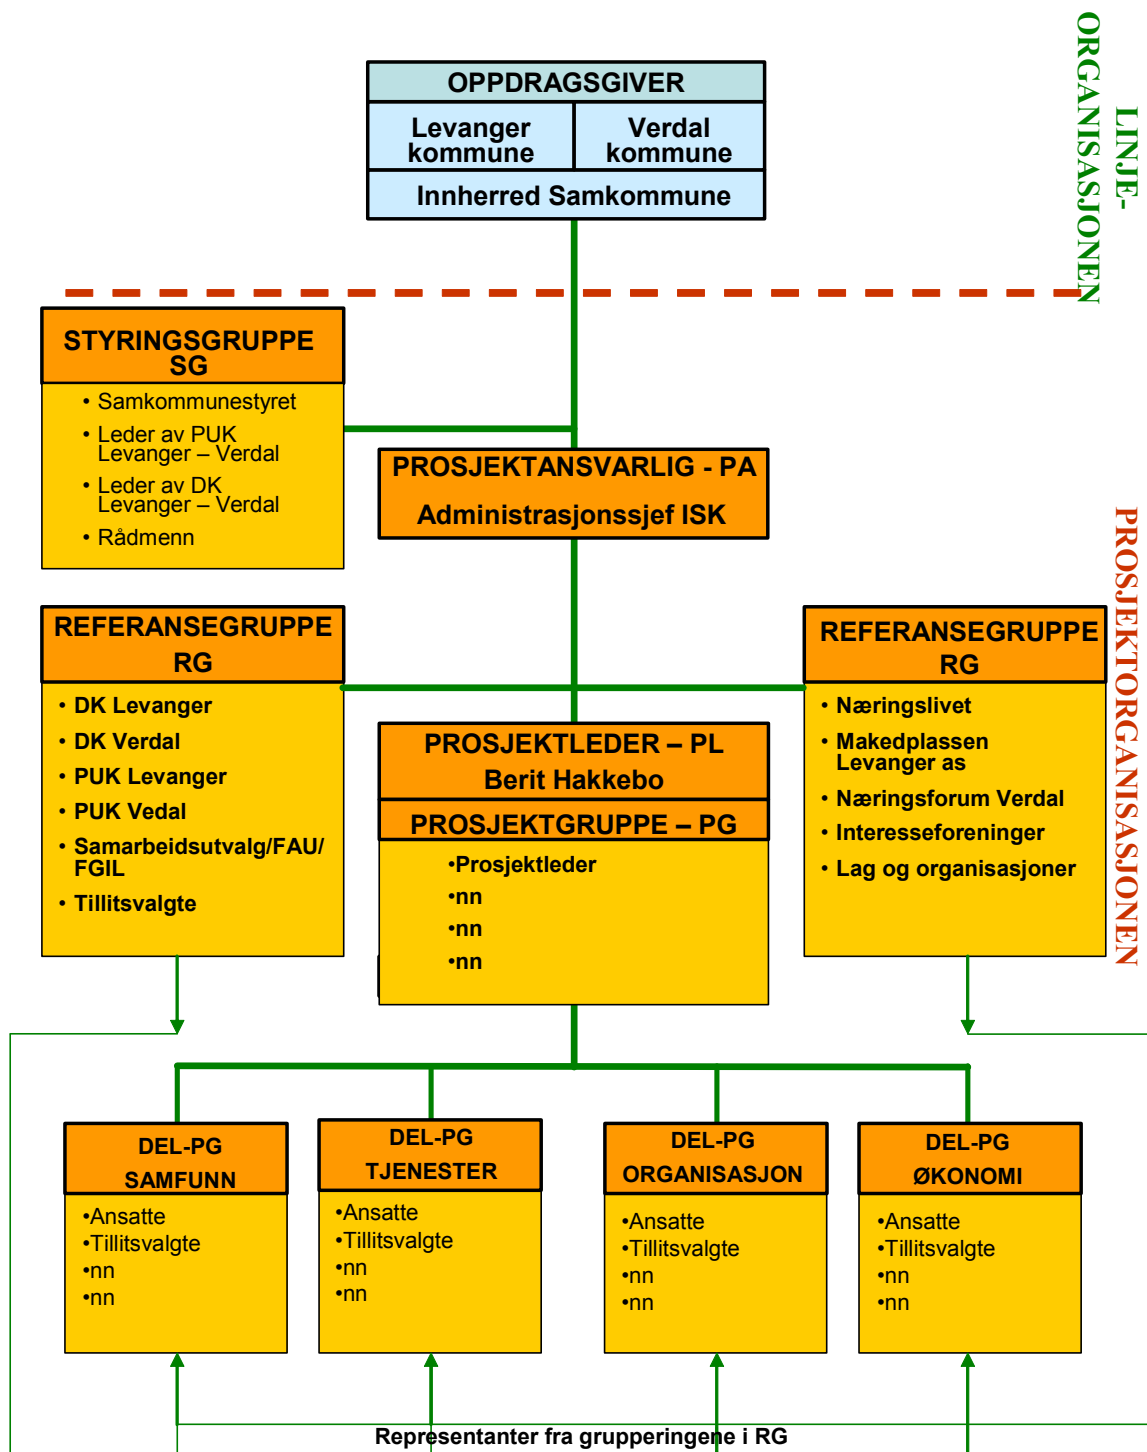 OPPDRAGSGIVER
Levanger
kommune
Verdal
kommune
Innherred Samkommune
LINJE-
ORGANISASJONEN
STYRINGSGRUPPE
SG
• Samkommunestyret
• Leder av PUK
Levanger – Verdal
• Leder av DK
Levanger – Verdal
• Rådmenn
PROSJEKTANSVARLIG - PA
Administrasjonssjef ISK
PROSJEKTORGANISASJONEN
REFERANSEGRUPPE
RG
• DK Levanger
• DK Verdal
• PUK Levanger
• PUK Vedal
• Samarbeidsutvalg/FAU/
FGIL
• Tillitsvalgte
PROSJEKTLEDER – PL
Berit Hakkebo
PROSJEKTGRUPPE – PG
•Prosjektleder
•nn
•nn
•nn
REFERANSEGRUPPE
RG
• Næringslivet
• Makedplassen
Levanger as
• Næringsforum Verdal
• Interesseforeninger
• Lag og organisasjoner
DEL-PG
SAMFUNN
•Ansatte
•Tillitsvalgte
•nn
•nn
DEL-PG
TJENESTER
•Ansatte
•Tillitsvalgte
•nn
•nn
DEL-PG
ORGANISASJON
•Ansatte
•Tillitsvalgte
•nn
•nn
DEL-PG
ØKONOMI
•Ansatte
•Tillitsvalgte
•nn
•nn
Representanter fra grupperingene i RG